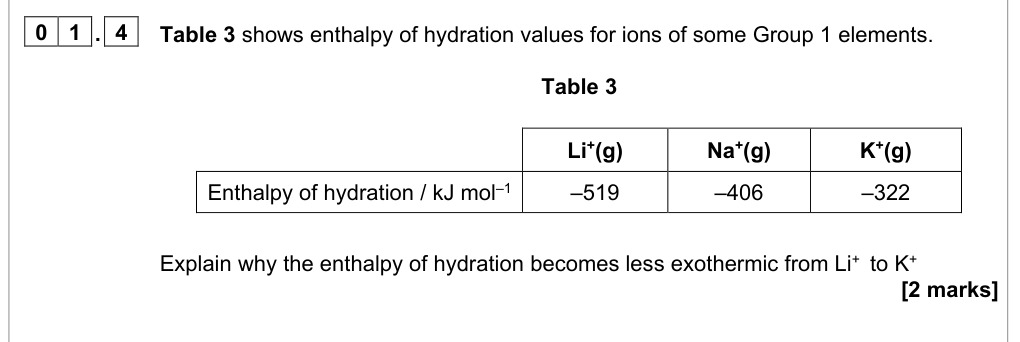 0 1 . 4 Table 3 shows enthalpy of hydration values for ions of some Group 1 elements.
Table 3
Li⁺(g) Na⁺(g) K⁺(g)
Enthalpy of hydration / kJ mol⁻¹ –519 –406 –322
Explain why the enthalpy of hydration becomes less exothermic from Li⁺ to K⁺
[2 marks]